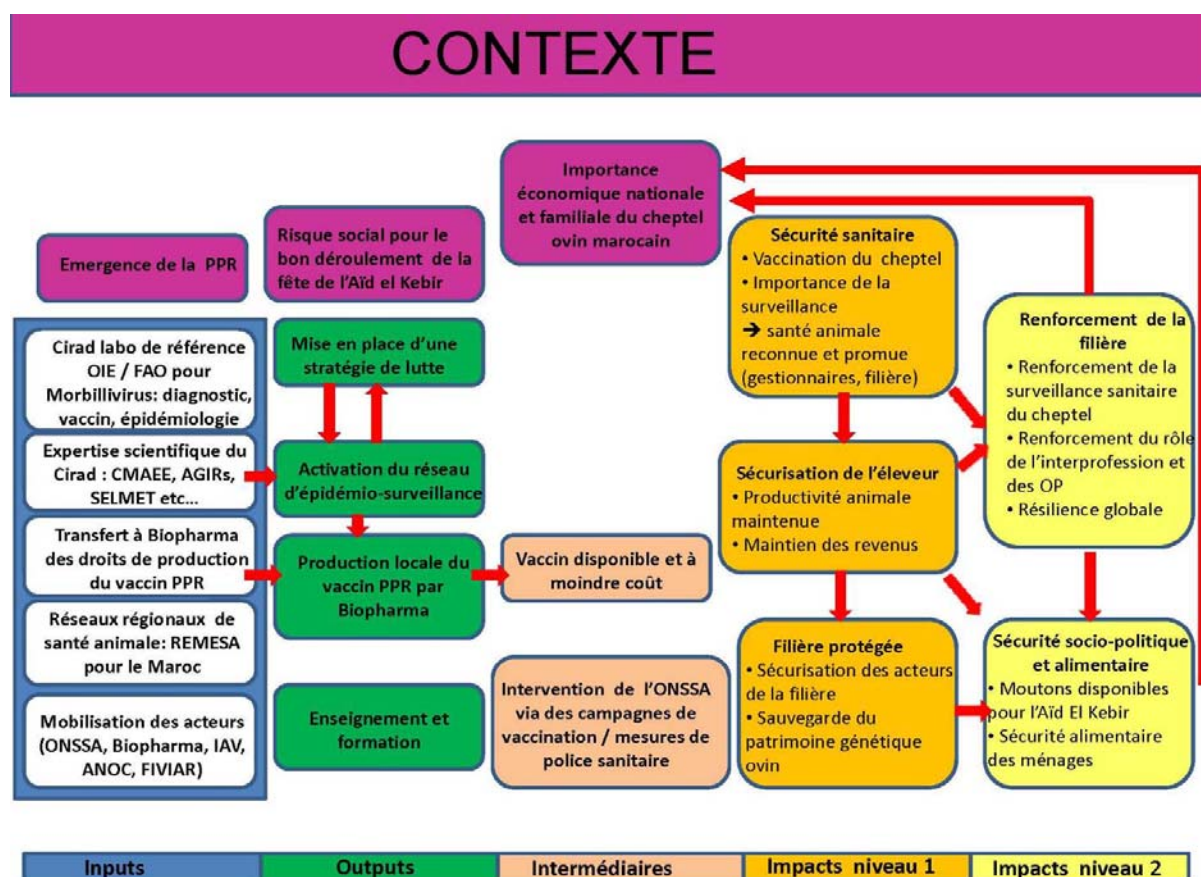 CONTEXTE
Emergence de la PPR
Risque social pour le
bon déroulement de la
fête de l'Aïd el Kebir
Importance
économique nationale
et familiale du cheptel
ovin marocain
Cirad labo de référence
OIE / FAO pour
Morbillivirus: diagnostic,
vaccin, épidémiologie
Expertise scientifique du
Cirad : CMAEE, AGIRs,
SELMET etc...
Transfert à Biopharma
des droits de production
du vaccin PPR
Réseaux régionaux de
santé animale: REMESA
pour le Maroc
Mobilisation des acteurs
(ONSSA, Biopharma, IAV,
ANOC, FIVIAR)
Mise en place d'une
stratégie de lutte
Activation du réseau
d'épidémio-surveillance
Production locale du
vaccin PPR par
Biopharma
Enseignement et
formation
Vaccin disponible et à
moindre coût
Intervention de l'ONSSA
via des campagnes de
vaccination / mesures de
police sanitaire
Sécurité sanitaire
• Vaccination du cheptel
• Importance de la
surveillance
→ santé animale
reconnue et promue
(gestionnaires, filière)
Sécurisation de l'éleveur
• Productivité animale
maintenue
• Maintien des revenus
Filière protégée
• Sécurisation des acteurs
de la filière
• Sauvegarde du
patrimoine génétique
ovin
Renforcement de la
filière
• Renforcement de la
surveillance sanitaire
du cheptel
• Renforcement du rôle
de l'interprofession et
des OP
• Résilience globale
Sécurité socio-politique
et alimentaire
• Moutons disponibles
pour l'Aïd El Kebir
• Sécurité alimentaire
des ménages
Inputs
Outputs
Intermédiaires
Impacts niveau 1
Impacts niveau 2